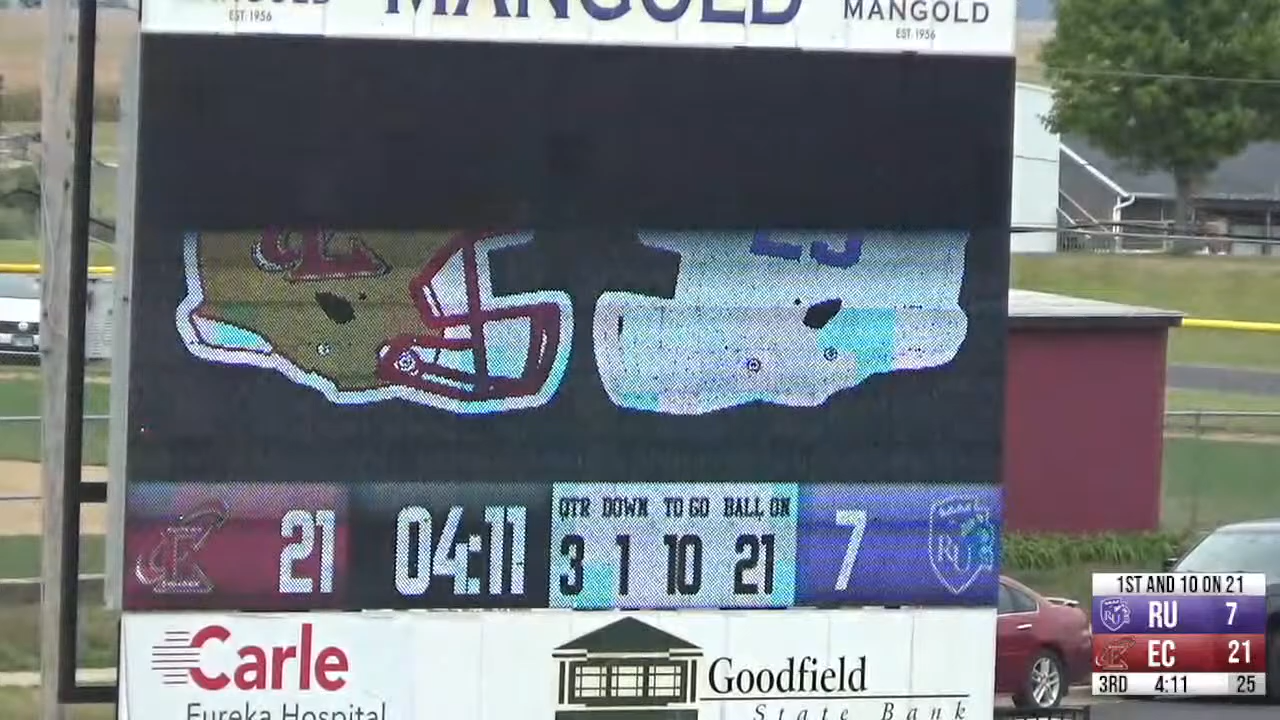 MANGOLD
EST. 1956
MANGOLD
MANGOLD
EST. 1956
21
04:11
QTR DOWN TO GO BALL ON
3 1 10 21
7
RU
Carle
Eureka Hospital
Goodfield
State Bank
1ST AND 10 ON 21
RU 7
EC 21
3RD 4:11 25